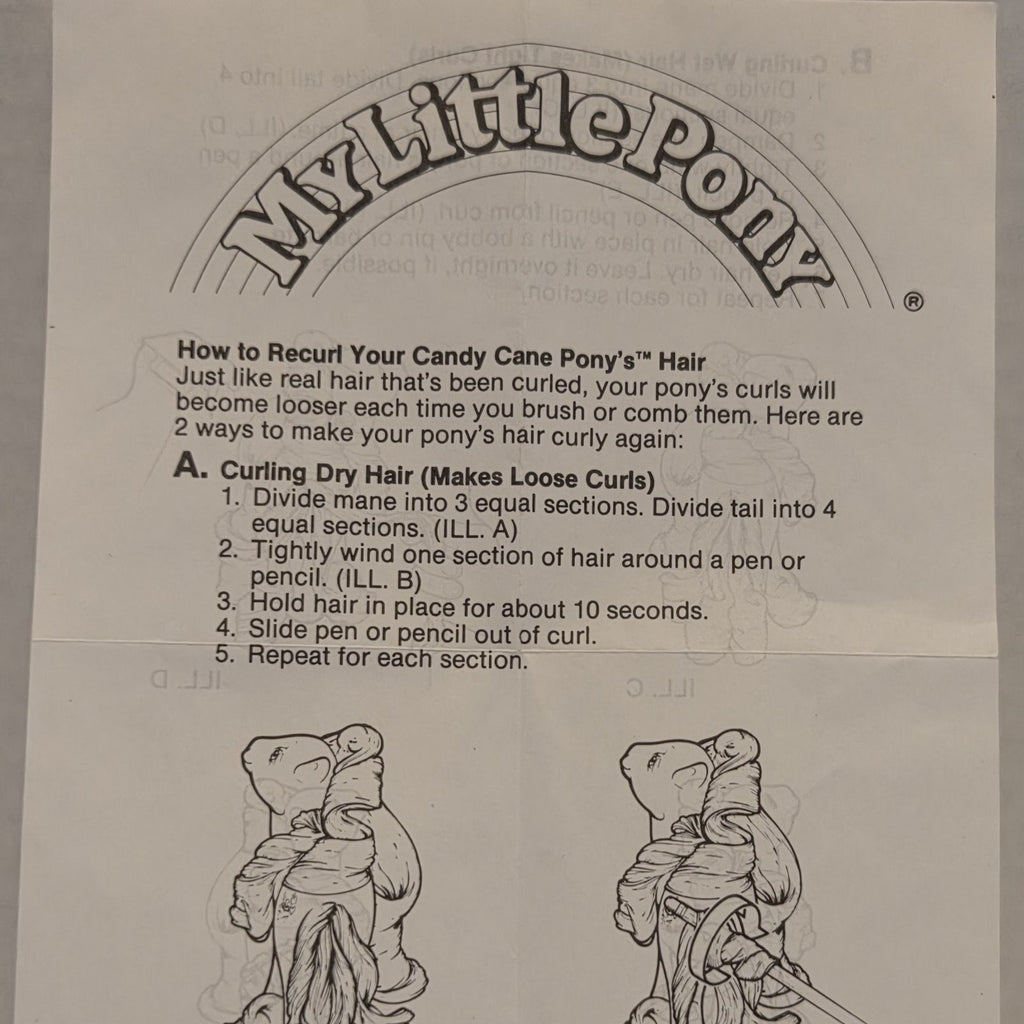 My Little Pony ®
How to Recurl Your Candy Cane Pony's™ Hair
Just like real hair that's been curled, your pony's curls will
become looser each time you brush or comb them. Here are
2 ways to make your pony's hair curly again:
A. Curling Dry Hair (Makes Loose Curls)
1. Divide mane into 3 equal sections. Divide tail into 4
equal sections. (ILL. A)
2. Tightly wind one section of hair around a pen or
pencil. (ILL. B)
3. Hold hair in place for about 10 seconds.
4. Slide pen or pencil out of curl.
5. Repeat for each section.